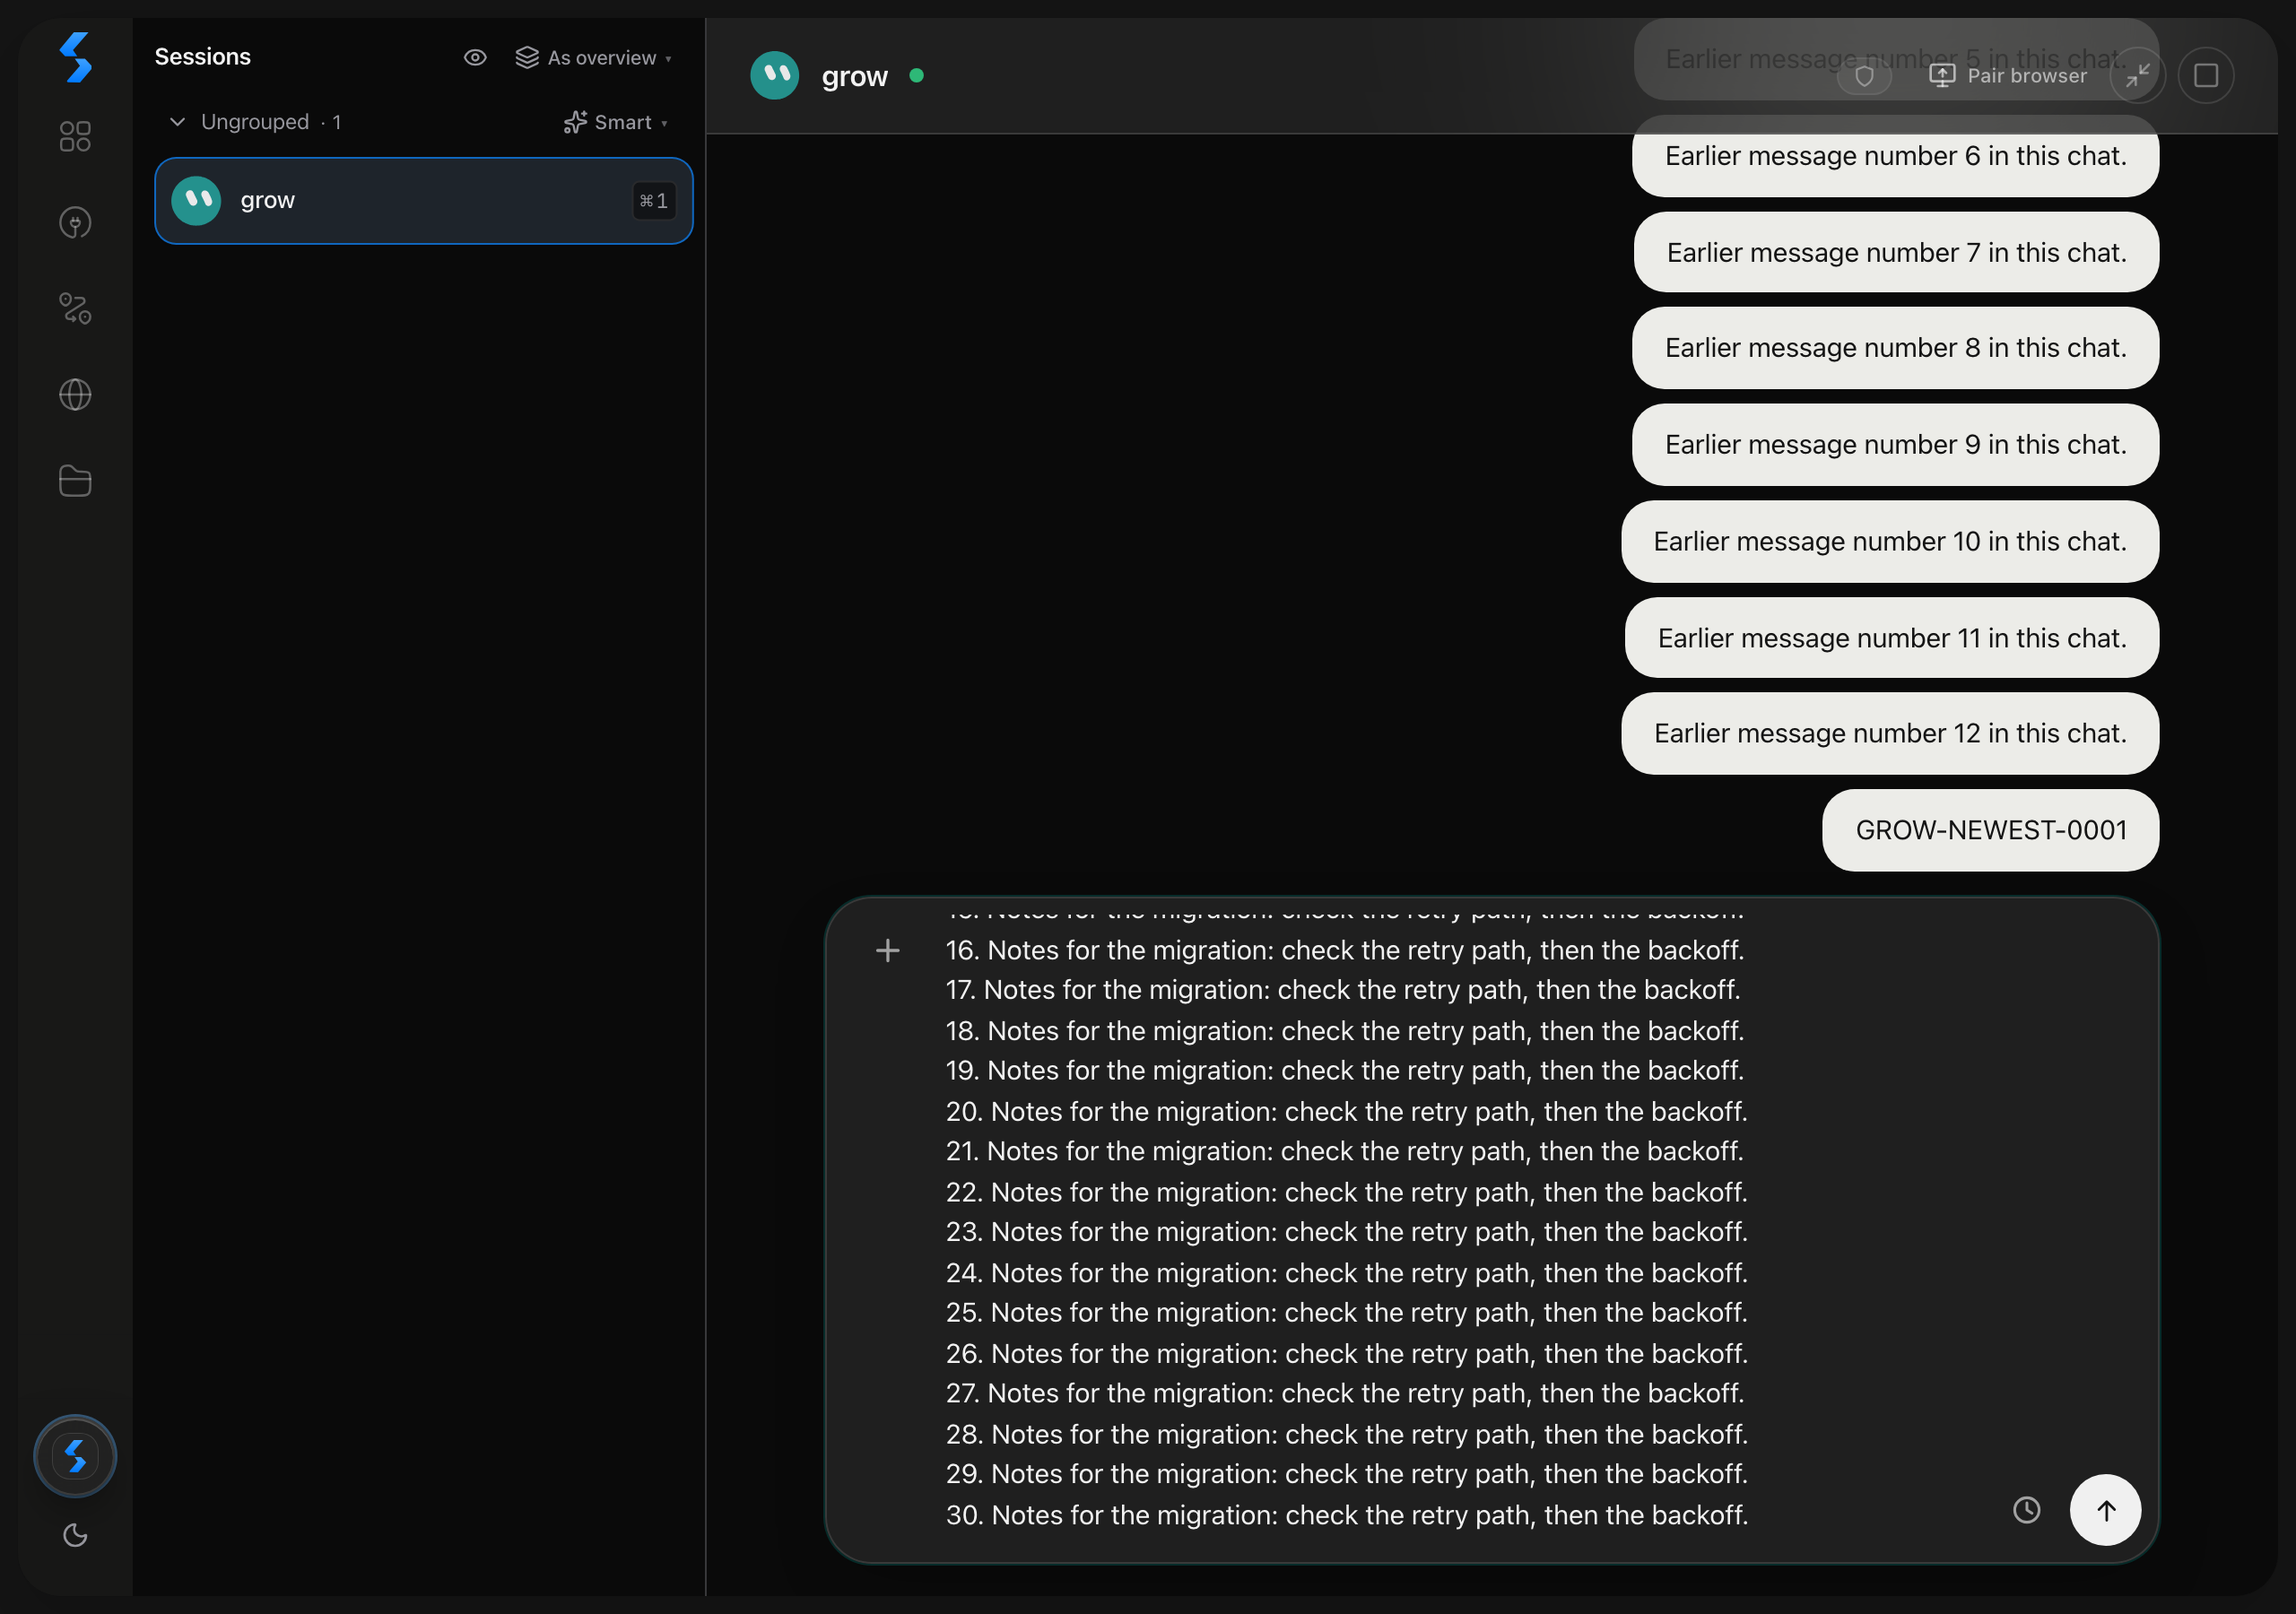 Sessions
As overview
Ungrouped · 1
Smart
grow
⌘1
grow
Pair browser
Earlier message number 5 in this chat.
Earlier message number 6 in this chat.
Earlier message number 7 in this chat.
Earlier message number 8 in this chat.
Earlier message number 9 in this chat.
Earlier message number 10 in this chat.
Earlier message number 11 in this chat.
Earlier message number 12 in this chat.
GROW-NEWEST-0001
Notes for the migration: check the retry path, then the backoff.
16. Notes for the migration: check the retry path, then the backoff.
17. Notes for the migration: check the retry path, then the backoff.
18. Notes for the migration: check the retry path, then the backoff.
19. Notes for the migration: check the retry path, then the backoff.
20. Notes for the migration: check the retry path, then the backoff.
21. Notes for the migration: check the retry path, then the backoff.
22. Notes for the migration: check the retry path, then the backoff.
23. Notes for the migration: check the retry path, then the backoff.
24. Notes for the migration: check the retry path, then the backoff.
25. Notes for the migration: check the retry path, then the backoff.
26. Notes for the migration: check the retry path, then the backoff.
27. Notes for the migration: check the retry path, then the backoff.
28. Notes for the migration: check the retry path, then the backoff.
29. Notes for the migration: check the retry path, then the backoff.
30. Notes for the migration: check the retry path, then the backoff.